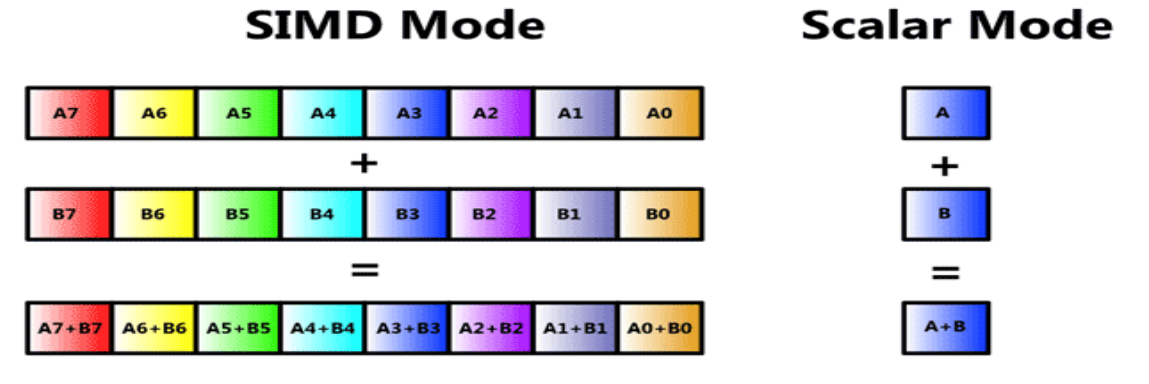 SIMD Mode Scalar Mode
A7 A6 A5 A4 A3 A2 A1 A0 A
+ +
B7 B6 B5 B4 B3 B2 B1 B0 B
= =
A7+B7 A6+B6 A5+B5 A4+B4 A3+B3 A2+B2 A1+B1 A0+B0 A+B